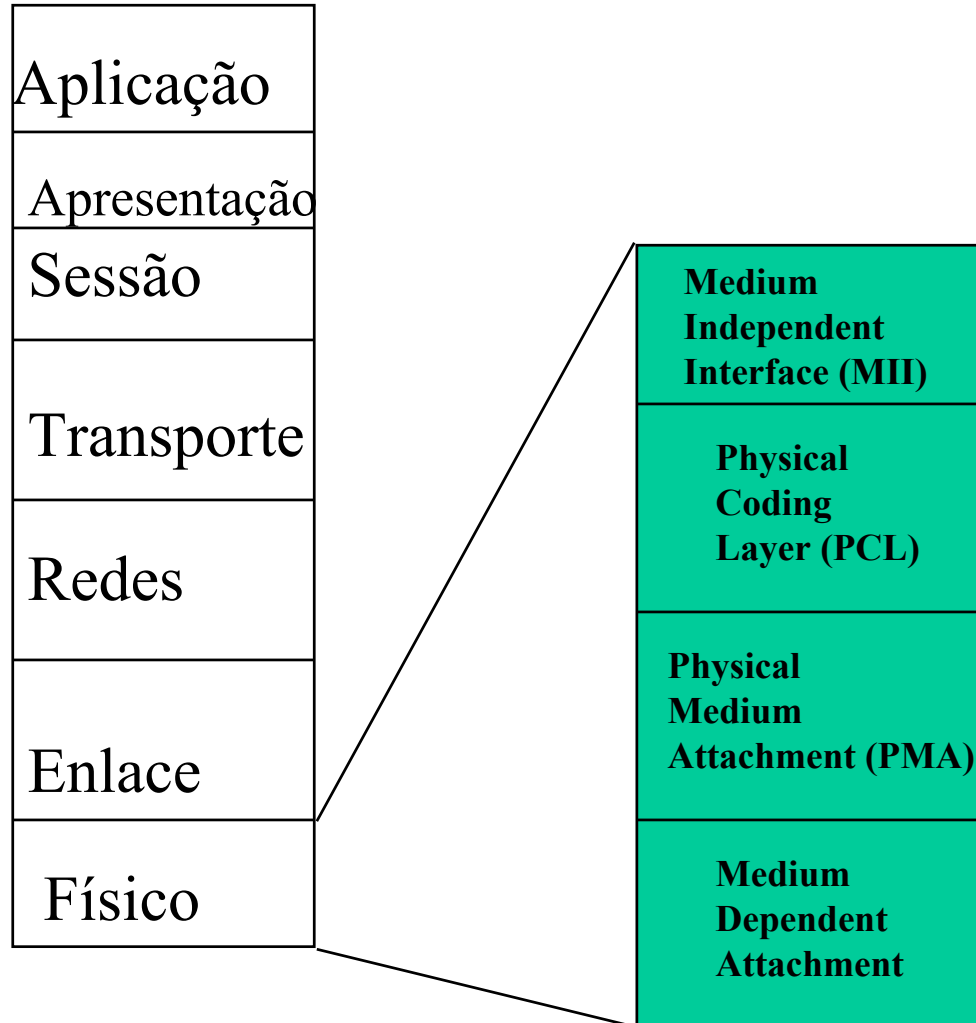 Aplicação
Apresentação
Sessão
Transporte
Redes
Enlace
Físico
Medium
Independent
Interface (MII)
Physical
Coding
Layer (PCL)
Physical
Medium
Attachment (PMA)
Medium
Dependent
Attachment